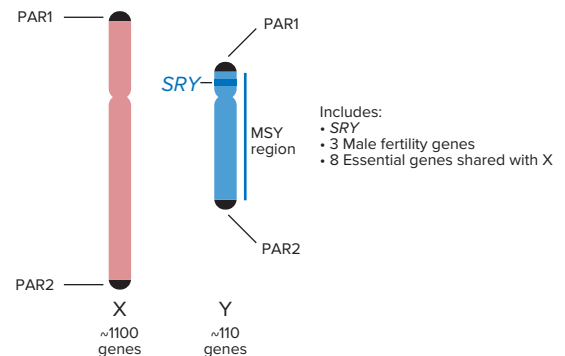 PAR1
PAR1
SRY
MSY
region
Includes:
• SRY
• 3 Male fertility genes
• 8 Essential genes shared with X
PAR2
PAR2
X
Y
~1100
genes
~110
genes